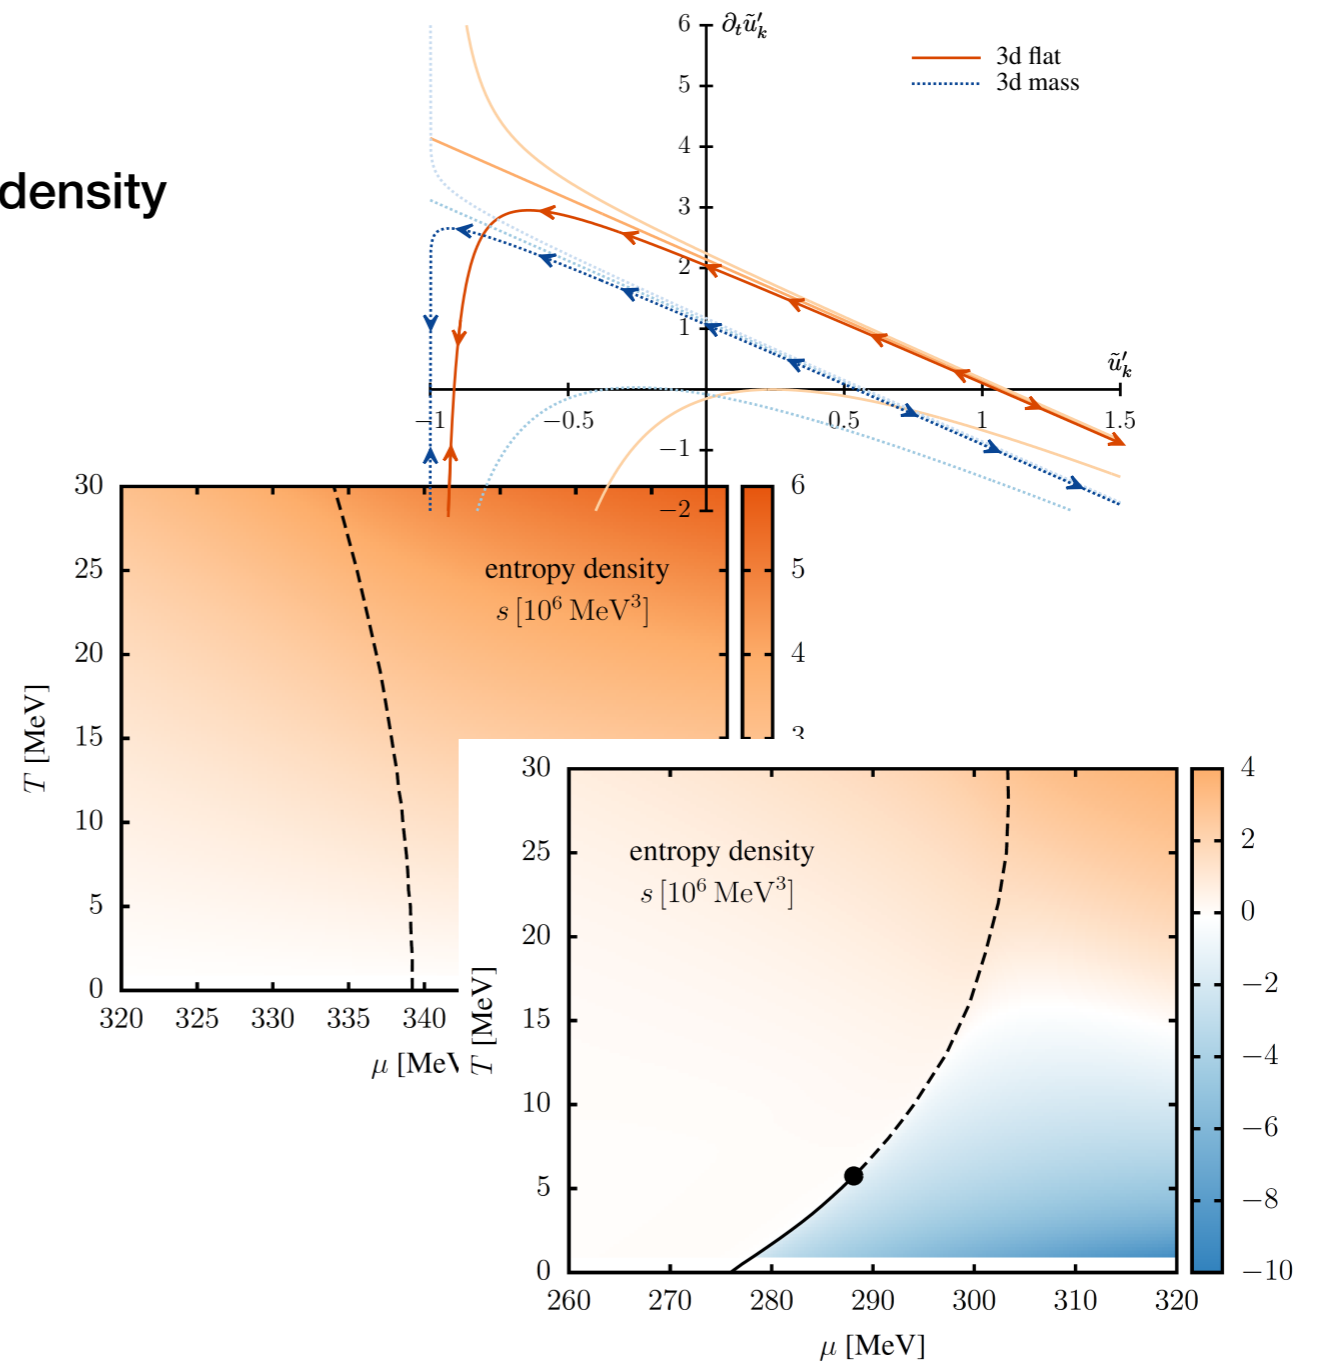 density
6
∂ₜũ′ₖ
5
4
3
2
1
−1
−2
3d flat
3d mass
ũ′ₖ
−1
−0.5
0.5
1
1.5
30
25
20
15
10
5
0
T [MeV]
320 325 330 335 340
μ [MeV
entropy density
s [10⁶ MeV³]
6
5
4
3
30
25
20
15
10
5
0
T [MeV]
entropy density
s [10⁶ MeV³]
260 270 280 290 300 310 320
μ [MeV]
4
2
0
−2
−4
−6
−8
−10